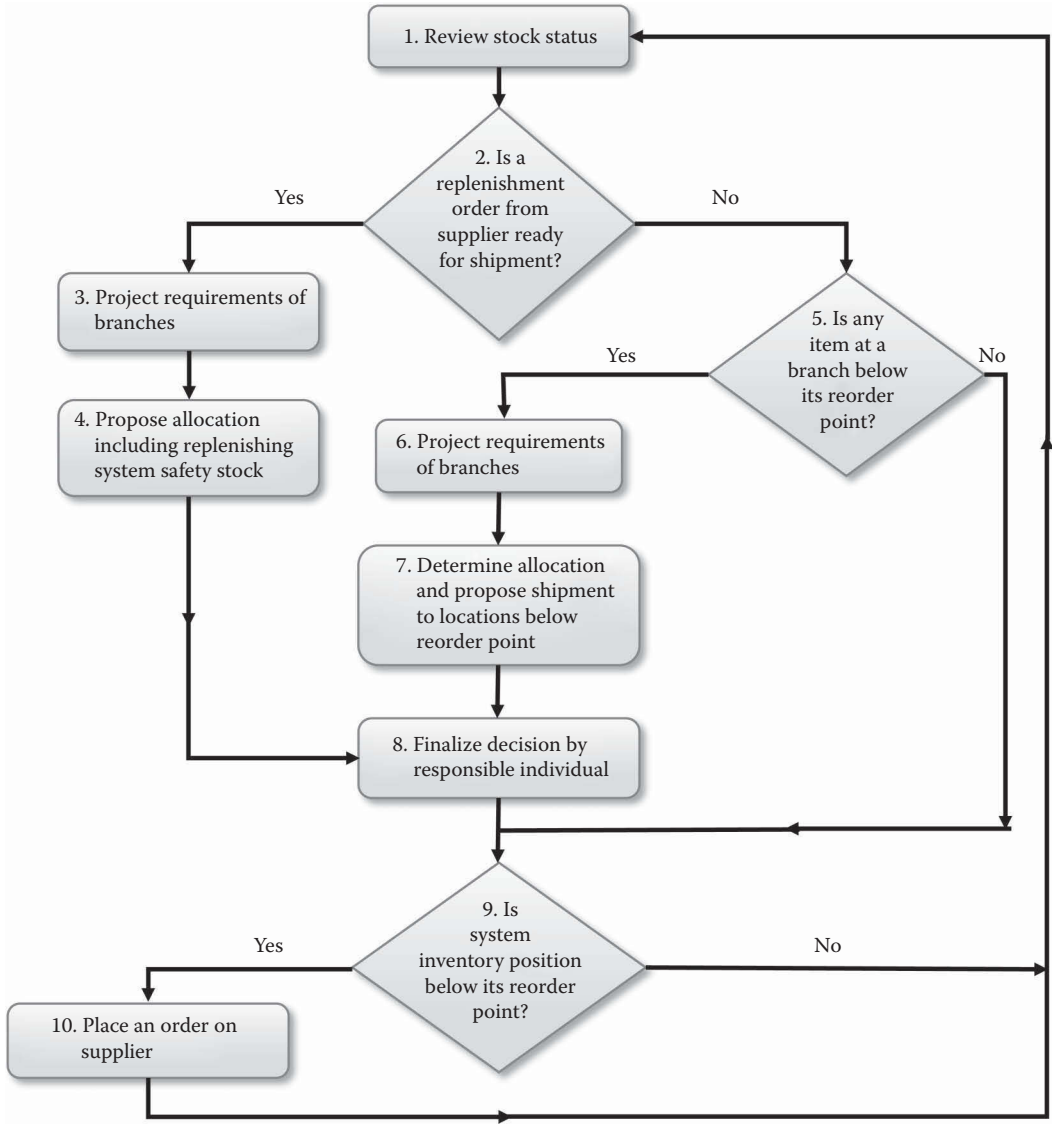 1. Review stock status
2. Is a
replenishment
order from
supplier ready
for shipment?
Yes
No
3. Project requirements of
branches
5. Is any
item at a
branch below
its reorder
point?
Yes
No
4. Propose allocation
including replenishing
system safety stock
6. Project requirements
of branches
7. Determine allocation
and propose shipment
to locations below
reorder point
8. Finalize decision by
responsible individual
9. Is
system
inventory position
below its reorder
point?
Yes
No
10. Place an order on
supplier